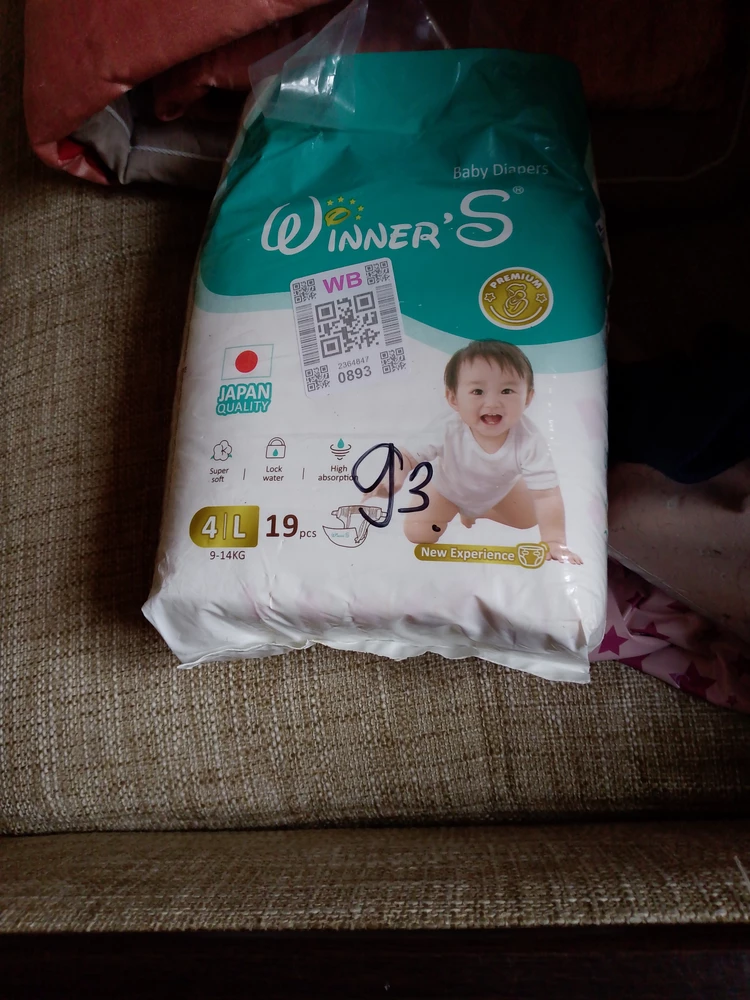 Baby Diapers
WINNER'S®
PREMIUM
WB
2364647
0893
JAPAN
QUALITY
Super
soft
Lock
water
High
absorption
93
4|L 19 pcs
9-14KG
New Experience